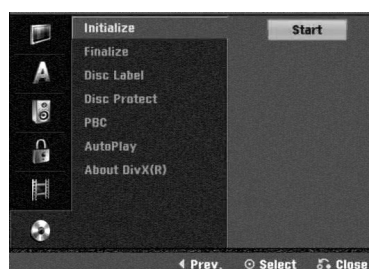 Initialize
Start
Finalize
Disc Label
Disc Protect
PBC
AutoPlay
About DivX(R)
Prev. Select Close